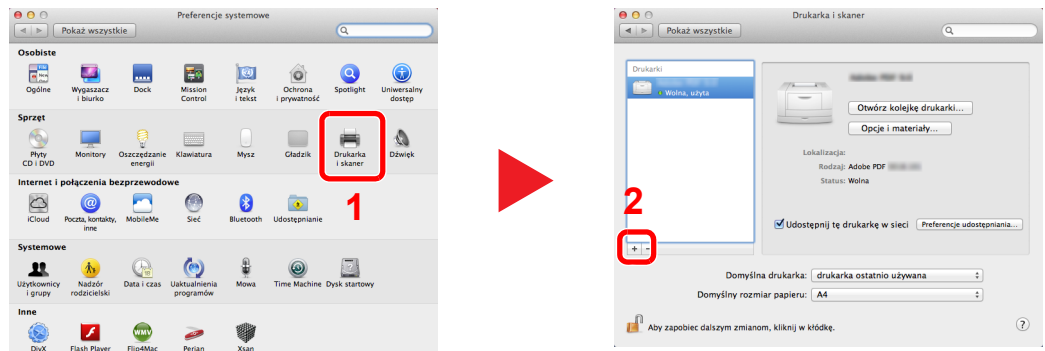 Preferencje systemowe
Pokaż wszystkie
Osobiste
Ogólne
Wygaszacz
i biurko
Dock
Mission
Control
Język
i tekst
Ochrona
i prywatność
Spotlight
Uniwersalny
dostęp
Sprzęt
Płyty
CD i DVD
Monitory
Oszczędzanie
energii
Klawiatura
Mysz
Gładzik
Drukarka
i skaner
Dźwięk
1
Internet i połączenia bezprzewodowe
iCloud
Poczta, kontakty,
inne
MobileMe
Sieć
Bluetooth
Udostępnianie
Systemowe
Użytkownicy
i grupy
Nadzór
rodzicielski
Data i czas
Uaktualnienia
programów
Mowa
Time Machine
Dysk startowy
Inne
DivX
Flash Player
Flip4Mac
Perian
Xsan
Drukarka i skaner
Pokaż wszystkie
Drukarki
Wolna, użyta
Otwórz kolejkę drukarki...
Opcje i materiały...
Lokalizacja:
Rodzaj: Adobe PDF
Status: Wolna
2
Udostępnij tę drukarkę w sieci
Preferencje udostępniania...
+ −
Domyślna drukarka: drukarka ostatnio używana
Domyślny rozmiar papieru: A4
Aby zapobiec dalszym zmianom, kliknij w kłódkę.
?